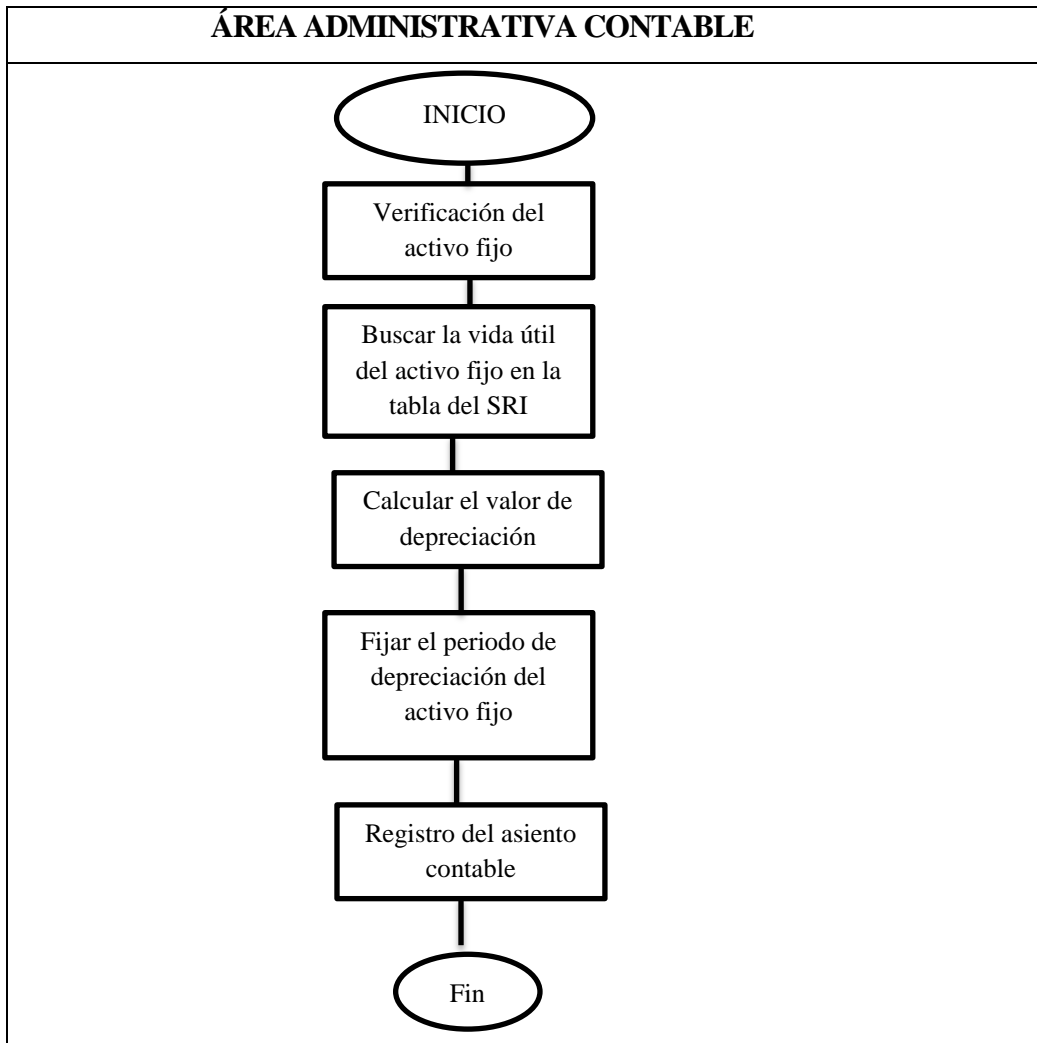 ÁREA ADMINISTRATIVA CONTABLE
INICIO
Verificación del
activo fijo
Buscar la vida útil
del activo fijo en la
tabla del SRI
Calcular el valor de
depreciación
Fijar el periodo de
depreciación del
activo fijo
Registro del asiento
contable
Fin